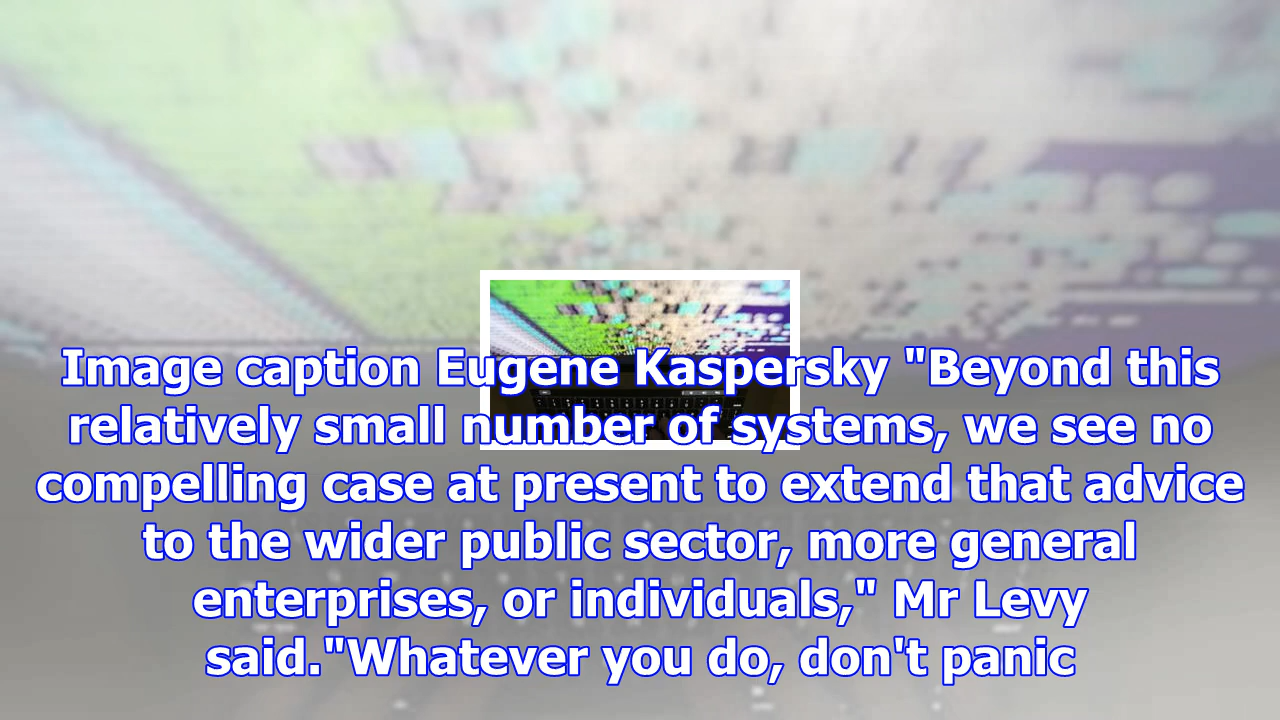 Image caption Eugene Kaspersky "Beyond this
relatively small number of systems, we see no
compelling case at present to extend that advice
to the wider public sector, more general
enterprises, or individuals," Mr Levy
said."Whatever you do, don't panic